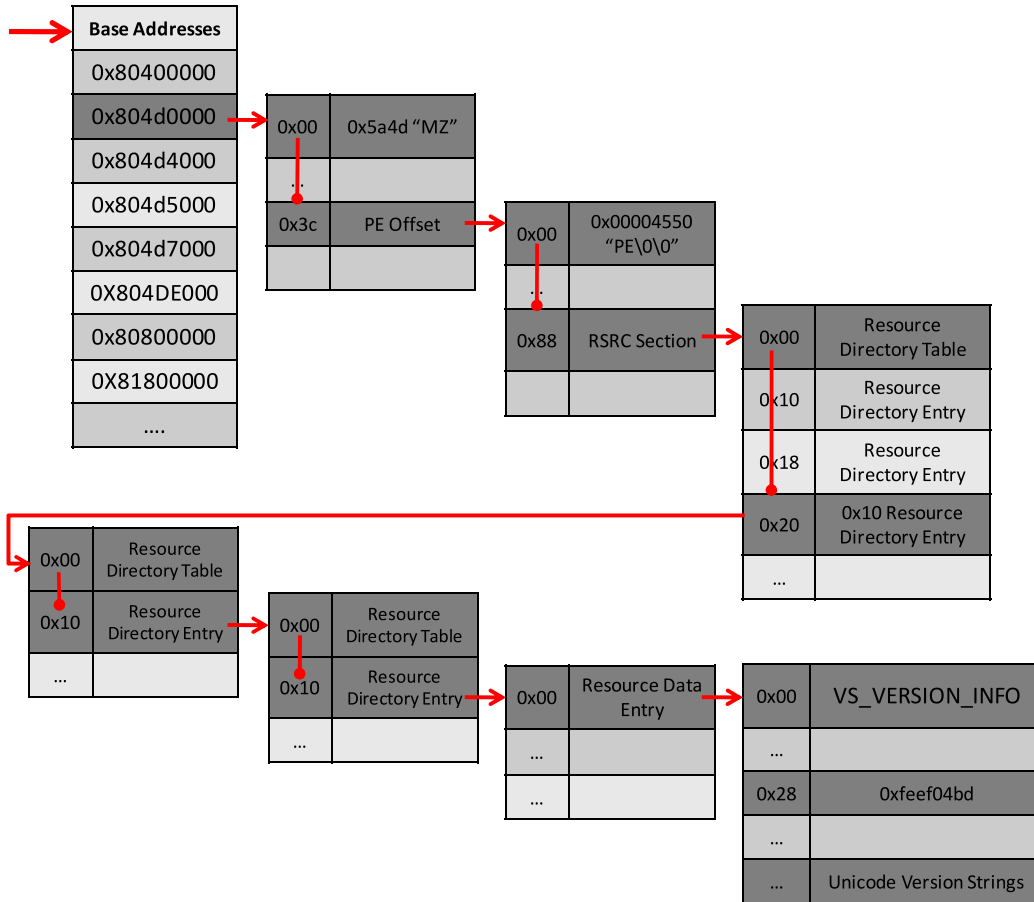 Base Addresses
0x80400000
0x804d0000
0x804d4000
0x804d5000
0x804d7000
0X804DE000
0x80800000
0X81800000
....
0x00
0x5a4d “MZ”
...
0x3c
PE Offset
0x00
0x00004550
“PE\0\0”
...
0x88
RSRC Section
0x00
Resource
Directory Table
0x10
Resource
Directory Entry
0x18
Resource
Directory Entry
0x20
0x10 Resource
Directory Entry
...
0x00
Resource
Directory Table
0x10
Resource
Directory Entry
...
0x00
Resource
Directory Table
0x10
Resource
Directory Entry
...
0x00
Resource Data
Entry
...
...
0x00
VS_VERSION_INFO
...
0x28
0xfeef04bd
...
...
Unicode Version Strings